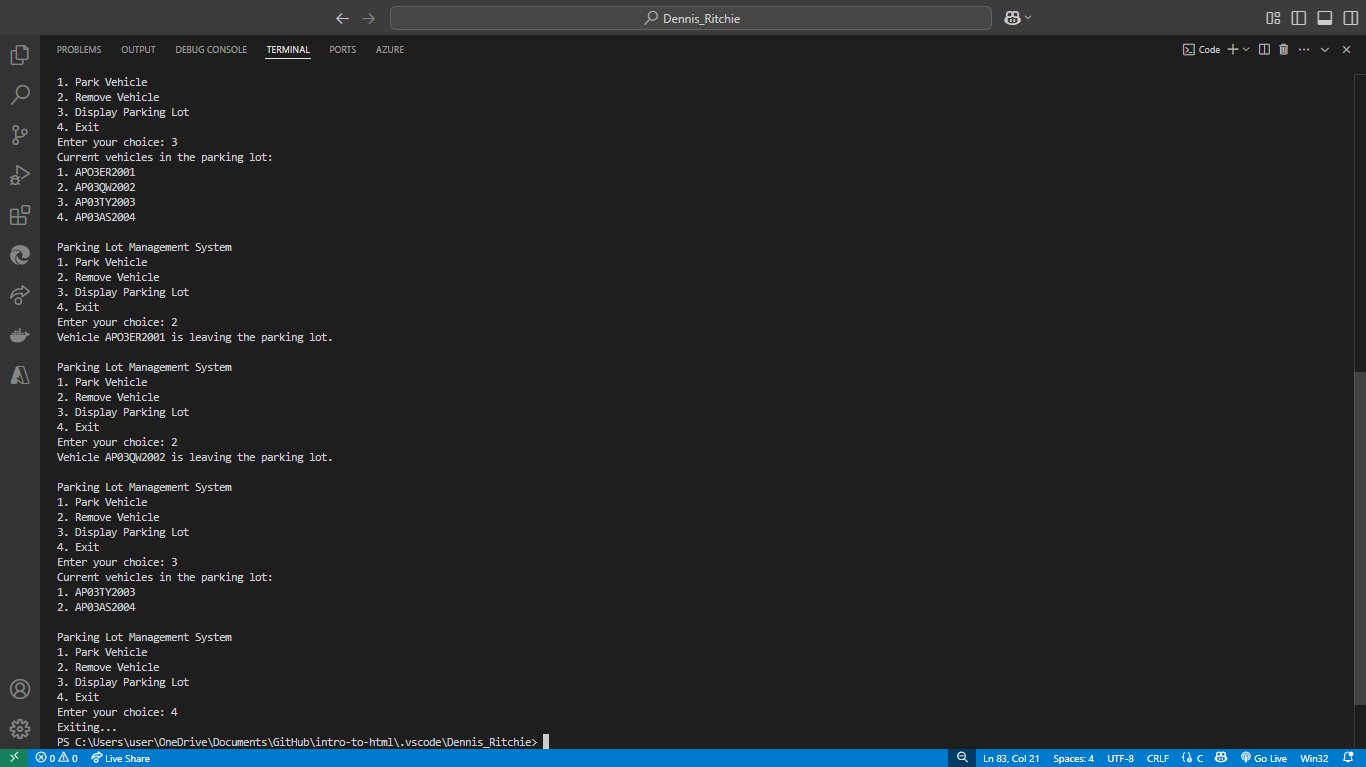 Dennis_Ritchie
PROBLEMS OUTPUT DEBUG CONSOLE TERMINAL PORTS AZURE
Code
1. Park Vehicle
2. Remove Vehicle
3. Display Parking Lot
4. Exit
Enter your choice: 3
Current vehicles in the parking lot:
1. APO3ER2001
2. AP03QW2002
3. AP03TY2003
4. AP03AS2004
Parking Lot Management System
1. Park Vehicle
2. Remove Vehicle
3. Display Parking Lot
4. Exit
Enter your choice: 2
Vehicle APO3ER2001 is leaving the parking lot.
Parking Lot Management System
1. Park Vehicle
2. Remove Vehicle
3. Display Parking Lot
4. Exit
Enter your choice: 2
Vehicle AP03QW2002 is leaving the parking lot.
Parking Lot Management System
1. Park Vehicle
2. Remove Vehicle
3. Display Parking Lot
4. Exit
Enter your choice: 3
Current vehicles in the parking lot:
1. AP03TY2003
2. AP03AS2004
Parking Lot Management System
1. Park Vehicle
2. Remove Vehicle
3. Display Parking Lot
4. Exit
Enter your choice: 4
Exiting...
PS C:\Users\user\OneDrive\Documents\GitHub\intro-to-html\.vscode\Dennis_Ritchie>
0 0 Live Share Ln 83, Col 21 Spaces: 4 UTF-8 CRLF {} C Go Live Win32